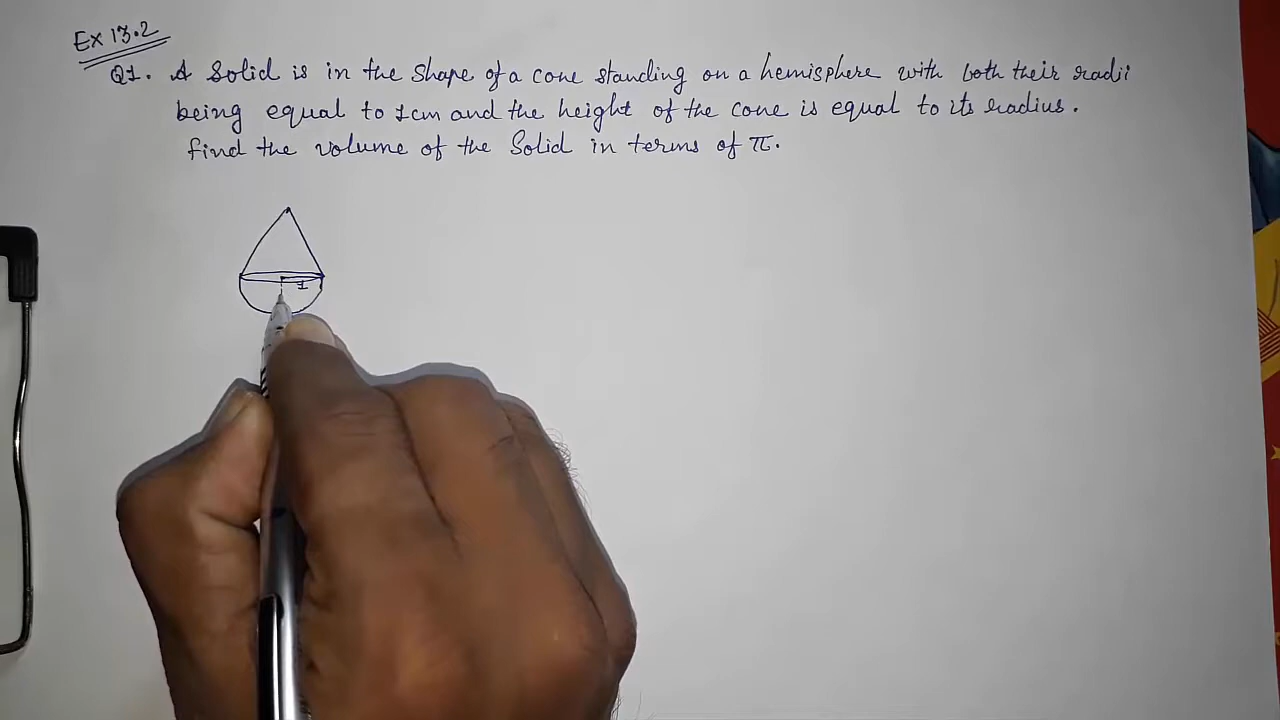 Ex 13.2
Q1. A Solid is in the shape of a cone standing on a hemisphere with both their radii
being equal to 1cm and the height of the cone is equal to its radius.
find the volume of the Solid in terms of π.
1